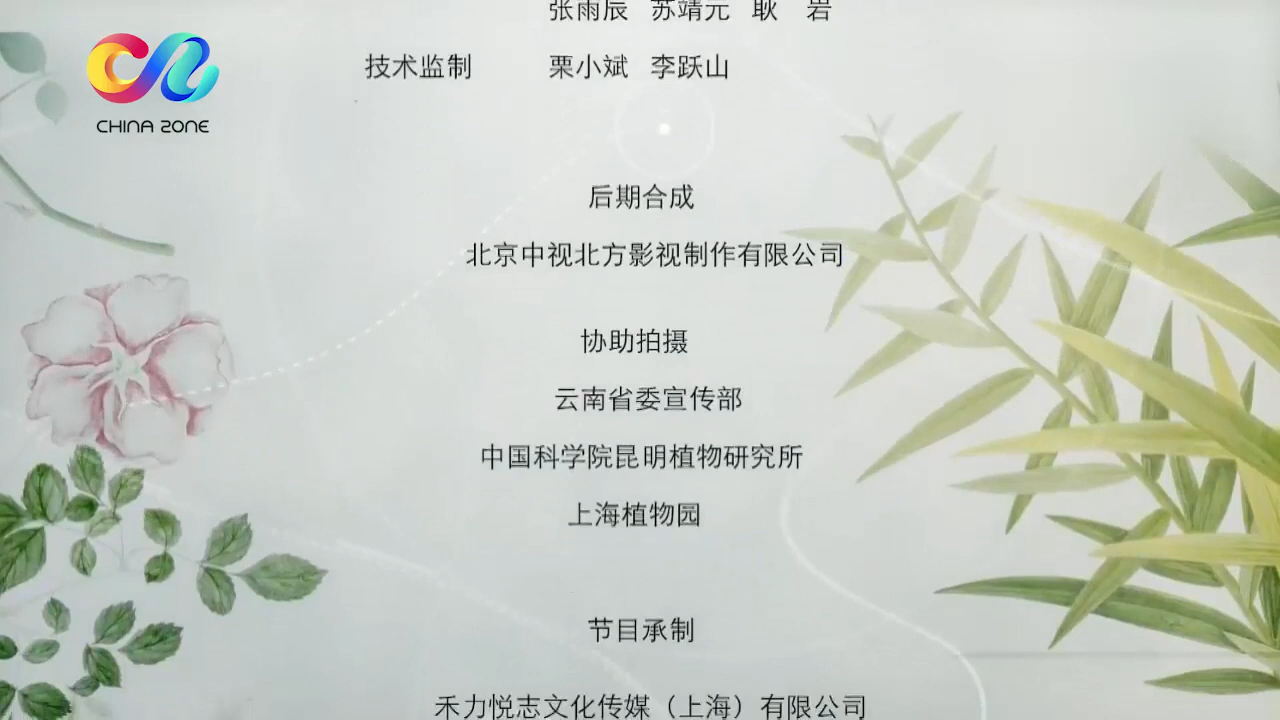 张雨辰 苏靖元 耿 岩
技术监制 栗小斌 李跃山
CHINA ZONE
后期合成
北京中视北方影视制作有限公司
协助拍摄
云南省委宣传部
中国科学院昆明植物研究所
上海植物园
节目承制
禾力悦志文化传媒（上海）有限公司